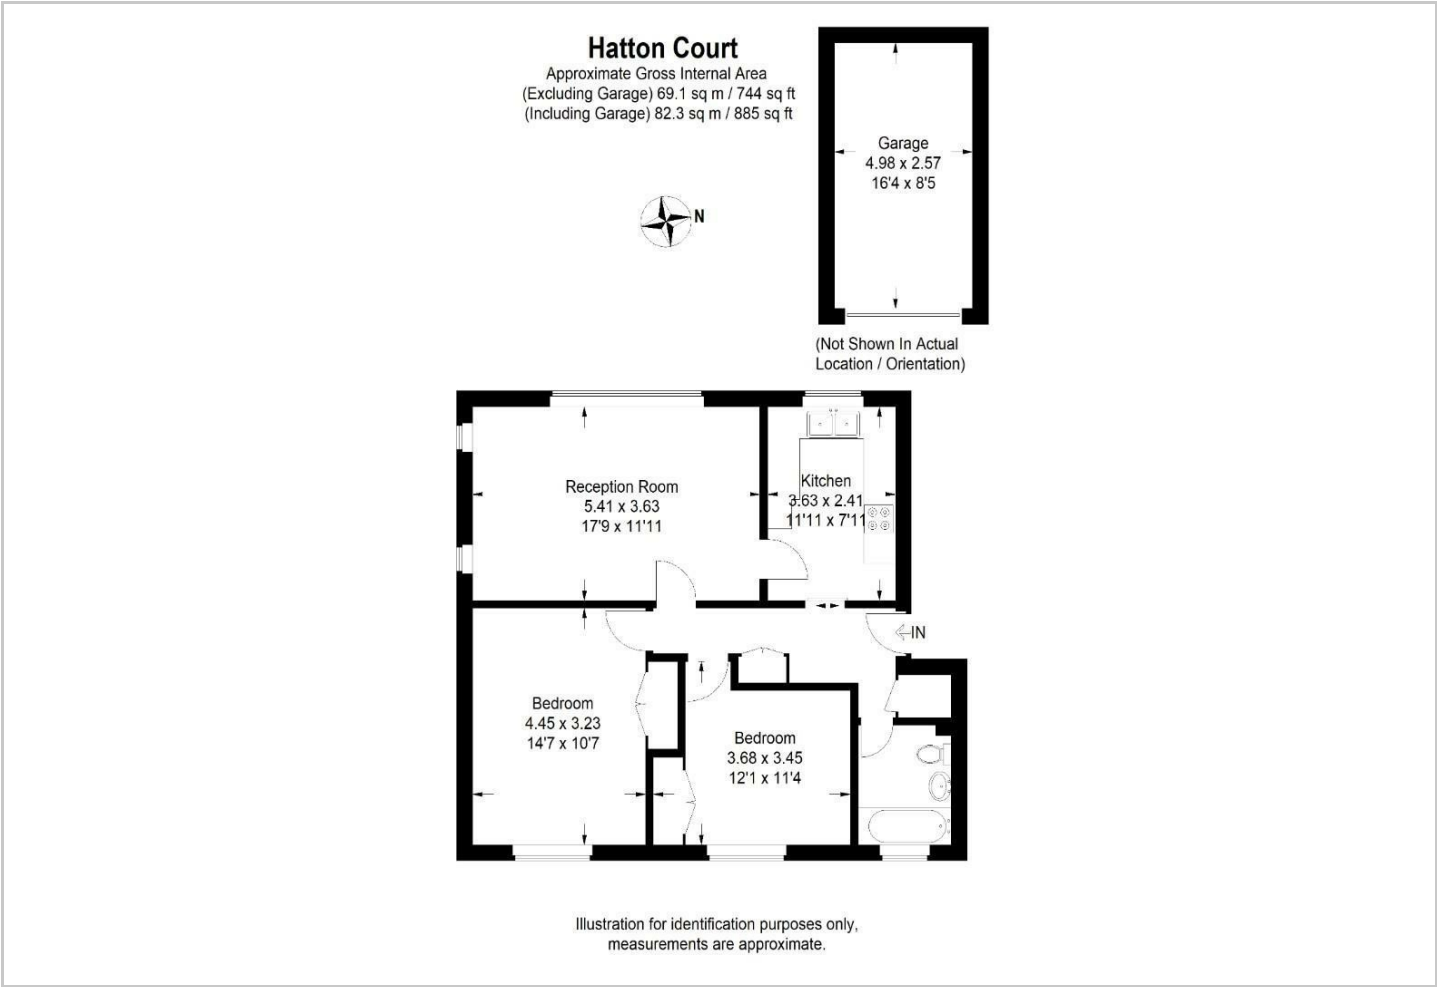 Hatton Court
Approximate Gross Internal Area
(Excluding Garage) 69.1 sq m / 744 sq ft
(Including Garage) 82.3 sq m / 885 sq ft
Garage
4.98 x 2.57
16'4 x 8'5
N
(Not Shown In Actual
Location / Orientation)
Reception Room
5.41 x 3.63
17'9 x 11'11
Kitchen
3.63 x 2.41
11'11 x 7'11
IN
Bedroom
4.45 x 3.23
14'7 x 10'7
Bedroom
3.68 x 3.45
12'1 x 11'4
Illustration for identification purposes only,
measurements are approximate.